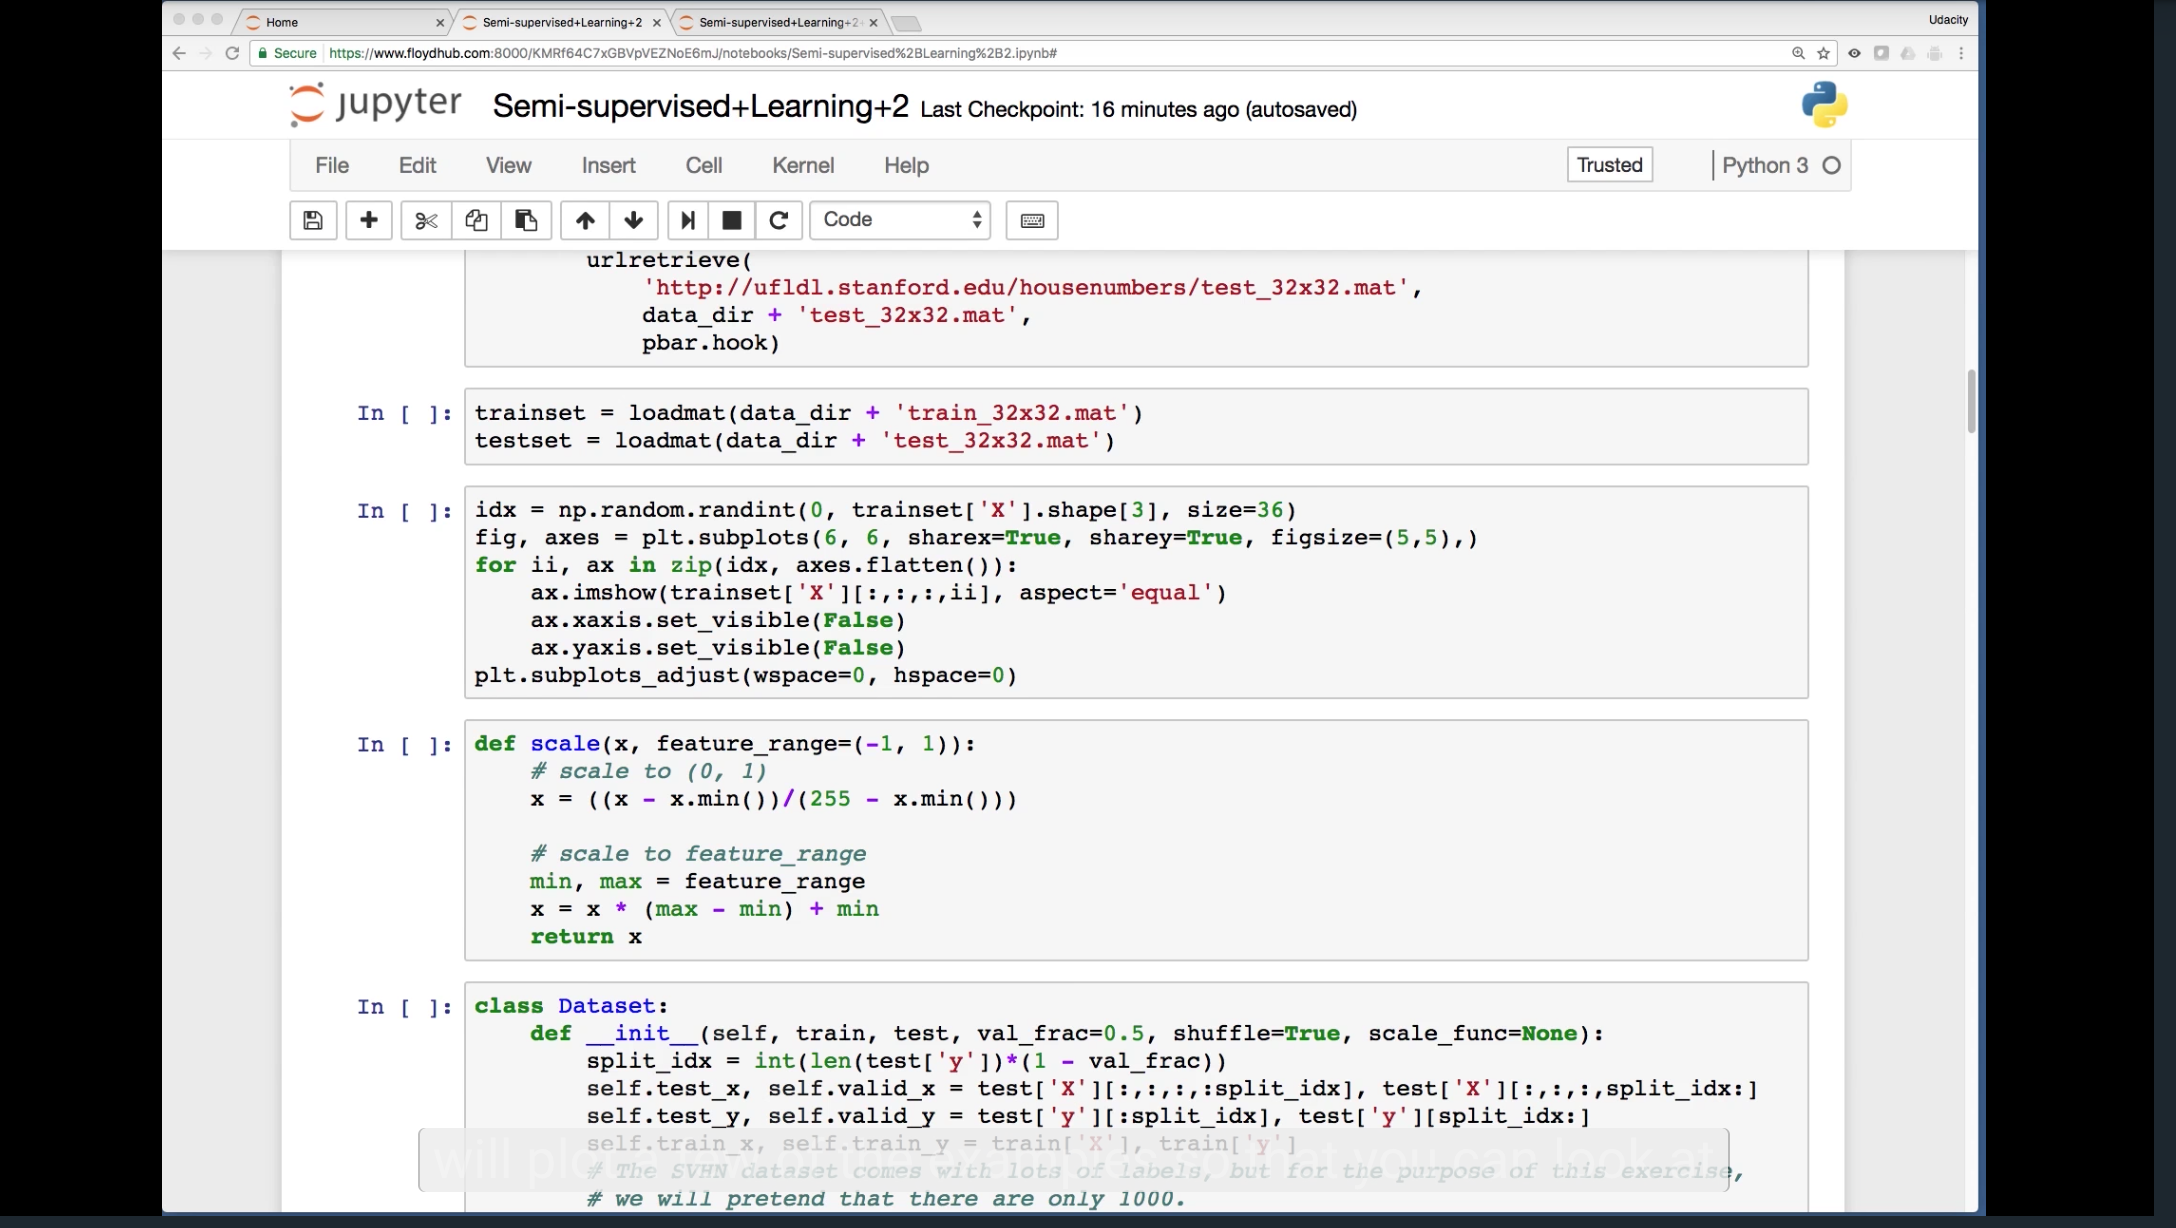 Home
Semi-supervised+Learning+2
Semi-supervised+Learning+2
Udacity
Secure https://www.floydhub.com:8000/KMRf64C7xGBVpVEZNoE6mJ/notebooks/Semi-supervised%2BLearning%2B2.ipynb#
jupyter Semi-supervised+Learning+2 Last Checkpoint: 16 minutes ago (autosaved)
File Edit View Insert Cell Kernel Help Trusted Python 3
Code
urlretrieve(
'http://ufldl.stanford.edu/housenumbers/test_32x32.mat',
data_dir + 'test_32x32.mat',
pbar.hook)
In [ ]: trainset = loadmat(data_dir + 'train_32x32.mat')
testset = loadmat(data_dir + 'test_32x32.mat')
In [ ]: idx = np.random.randint(0, trainset['X'].shape[3], size=36)
fig, axes = plt.subplots(6, 6, sharex=True, sharey=True, figsize=(5,5),)
for ii, ax in zip(idx, axes.flatten()):
ax.imshow(trainset['X'][:,:,:,ii], aspect='equal')
ax.xaxis.set_visible(False)
ax.yaxis.set_visible(False)
plt.subplots_adjust(wspace=0, hspace=0)
In [ ]: def scale(x, feature_range=(-1, 1)):
# scale to (0, 1)
x = ((x - x.min())/(255 - x.min()))
# scale to feature_range
min, max = feature_range
x = x * (max - min) + min
return x
In [ ]: class Dataset:
def __init__(self, train, test, val_frac=0.5, shuffle=True, scale_func=None):
split_idx = int(len(test['y'])*(1 - val_frac))
self.test_x, self.valid_x = test['X'][:,:,:,:split_idx], test['X'][:,:,:,split_idx:]
self.test_y, self.valid_y = test['y'][:split_idx], test['y'][split_idx:]
self.train_x, self.train_y = train['X'], train['y']
will plot a few of the examples so that you can look at
# The SVHN dataset comes with lots of labels, but for the purpose of this exercise,
# we will pretend that there are only 1000.